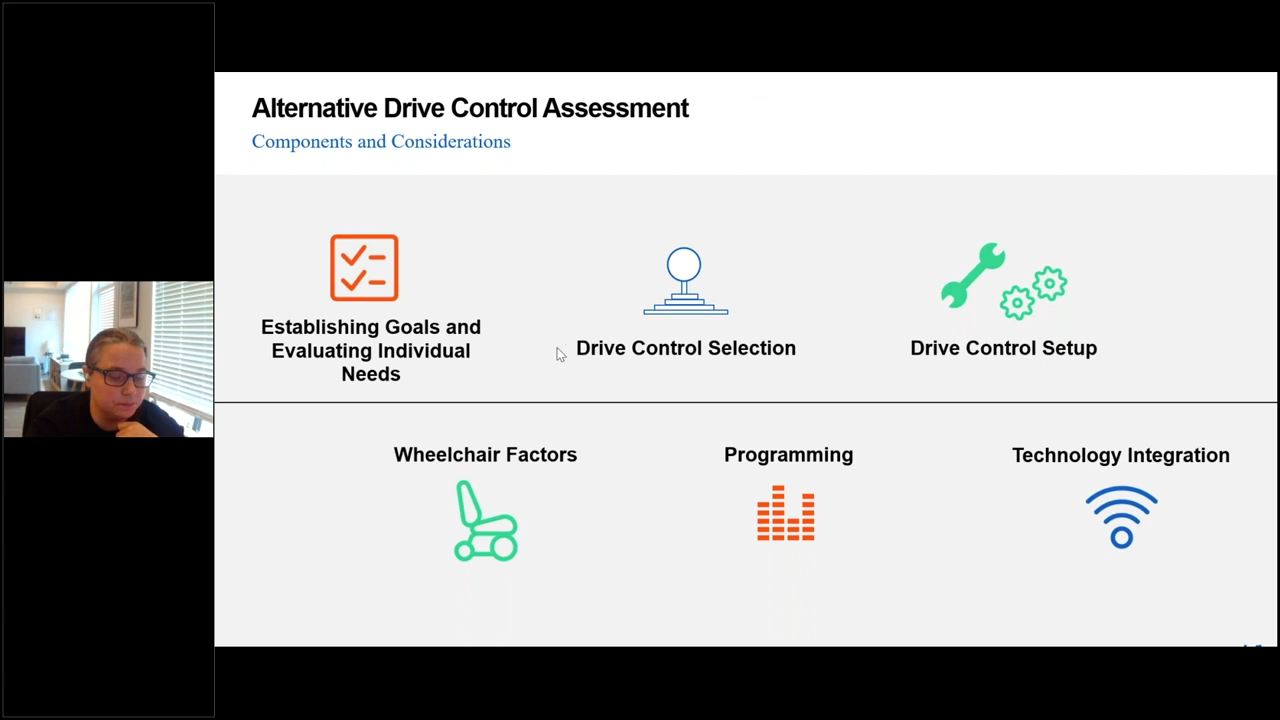 Alternative Drive Control Assessment
Components and Considerations
Establishing Goals and
Evaluating Individual
Needs
Drive Control Selection
Drive Control Setup
Wheelchair Factors
Programming
Technology Integration